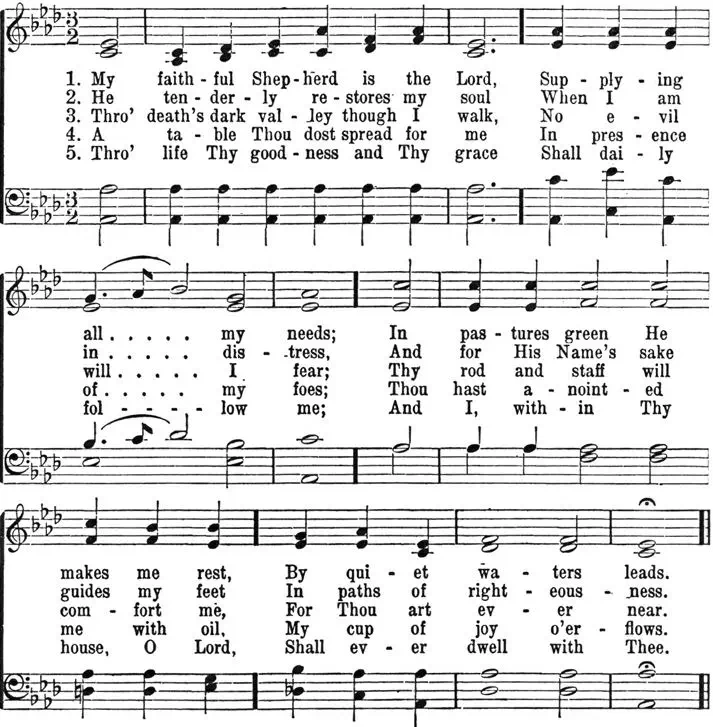 3
2
1. My faith - ful Shep - herd is the Lord, Sup - ply - ing
2. He ten - der - ly re - stores my soul When I am
3. Thro' death's dark val - ley though I walk, No e - vil
4. A ta - ble Thou dost spread for me In pres - ence
5. Thro' life Thy good - ness and Thy grace Shall dai - ly
3
2
all . . . . . my needs; In pas - tures green He
in . . . . . dis - tress, And for His Name's sake
will . . . . . I fear; Thy rod and staff will
of . . . . . my foes; Thou hast a - noint - ed
fol - - - - low me; And I, with - in Thy
makes me rest, By qui - et wa - ters leads.
guides my feet In paths of right - eous - ness.
com - fort me, For Thou art ev - er near.
me with oil, My cup of joy o'er - flows.
house, O Lord, Shall ev - er dwell with Thee.